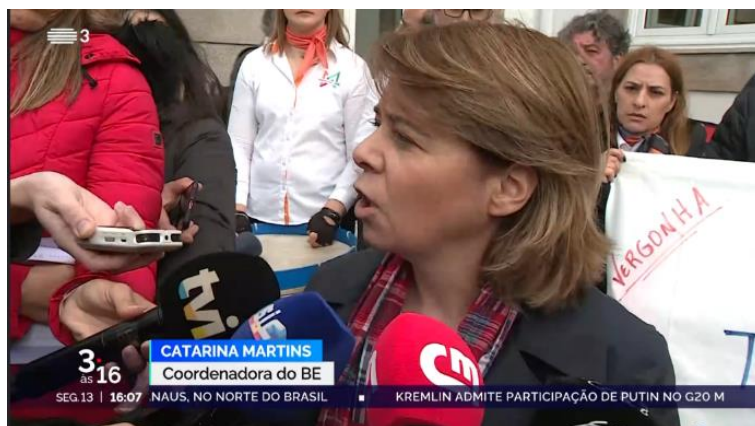 3
VERGONHA
tvi
CM
3
às 16
CATARINA MARTINS
Coordenadora do BE
SEG.13 | 16:07
.NAUS, NO NORTE DO BRASIL ■ KREMLIN ADMITE PARTICIPAÇÃO DE PUTIN NO G20 M